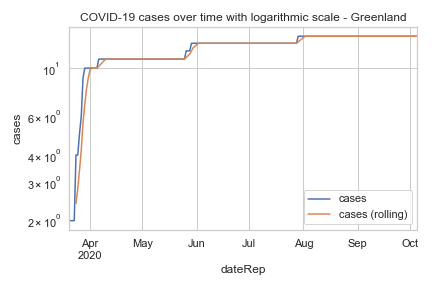 COVID-19 cases over time with logarithmic scale - Greenland
cases
10¹
6 × 10⁰
4 × 10⁰
3 × 10⁰
2 × 10⁰
cases
cases (rolling)
Apr May Jun Jul Aug Sep Oct
2020
dateRep